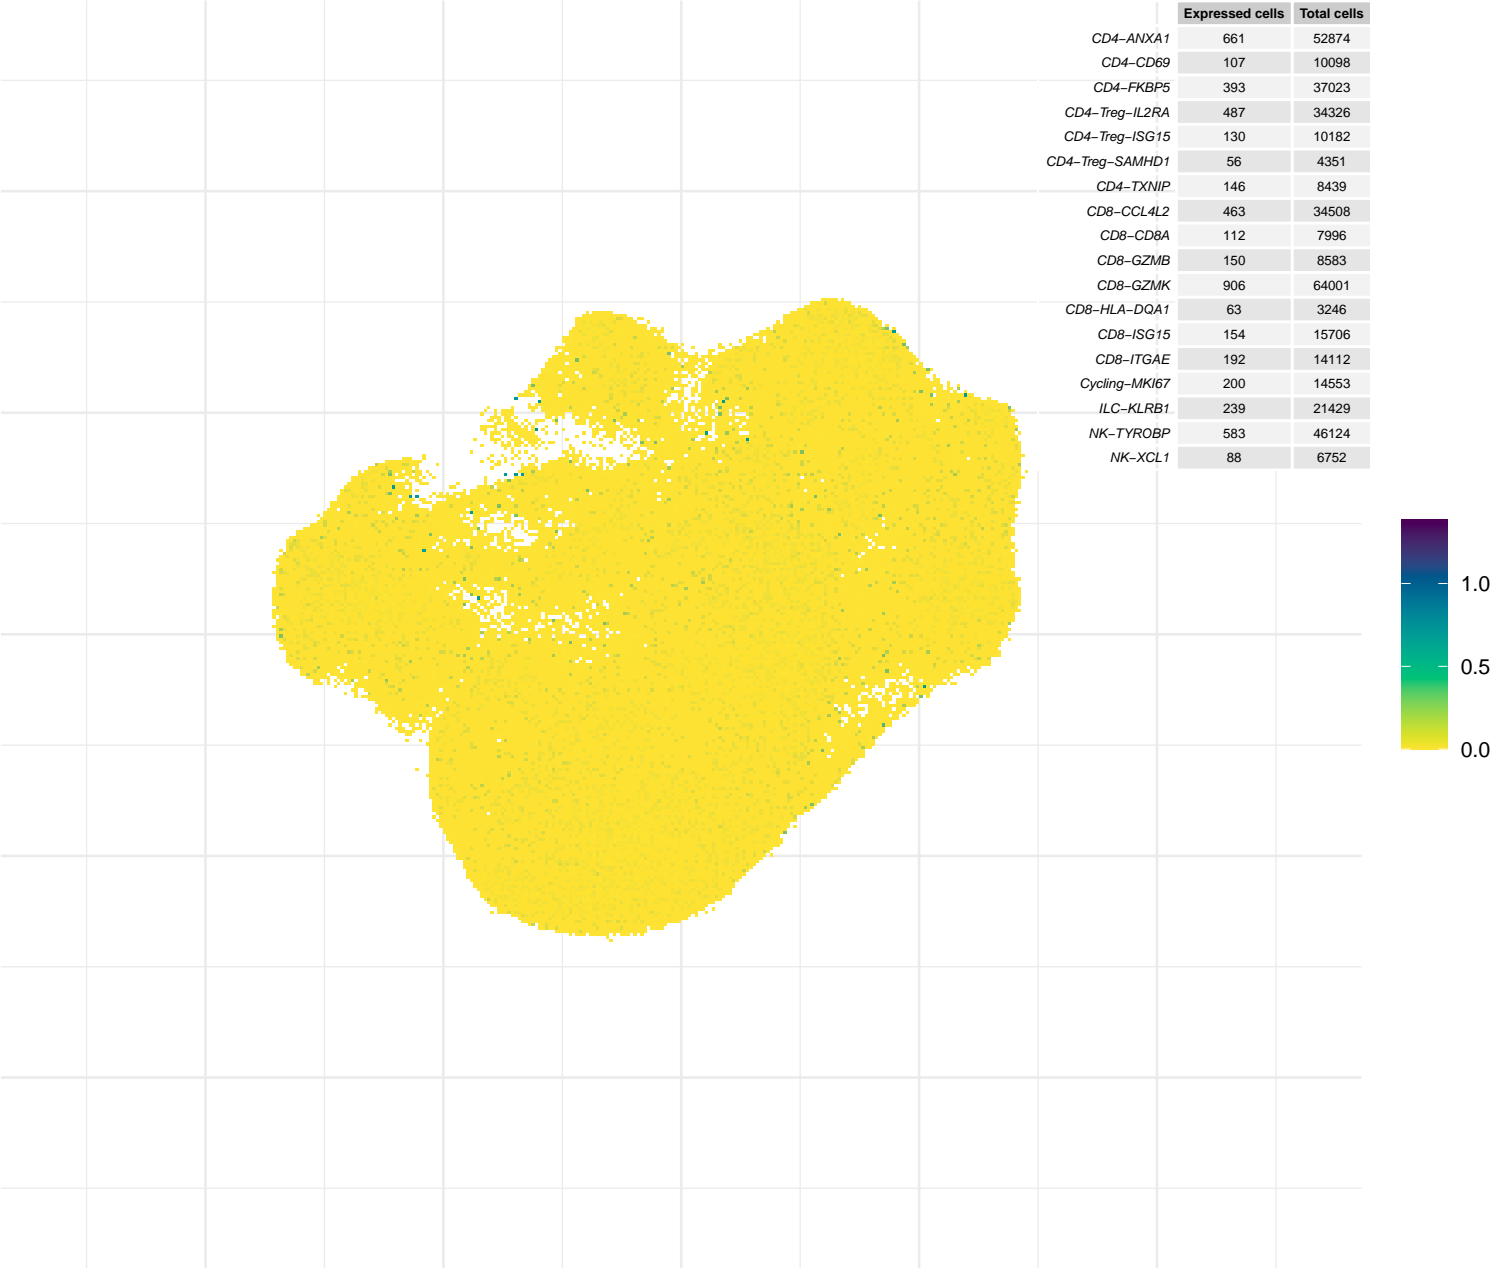 Expressed cells Total cells
CD4−ANXA1 661 52874
CD4−CD69 107 10098
CD4−FKBP5 393 37023
CD4−Treg−IL2RA 487 34326
CD4−Treg−ISG15 130 10182
CD4−Treg−SAMHD1 56 4351
CD4−TXNIP 146 8439
CD8−CCL4L2 463 34508
CD8−CD8A 112 7996
CD8−GZMB 150 8583
CD8−GZMK 906 64001
CD8−HLA−DQA1 63 3246
CD8−ISG15 154 15706
CD8−ITGAE 192 14112
Cycling−MKI67 200 14553
ILC−KLRB1 239 21429
NK−TYROBP 583 46124
NK−XCL1 88 6752
1.0
0.5
0.0